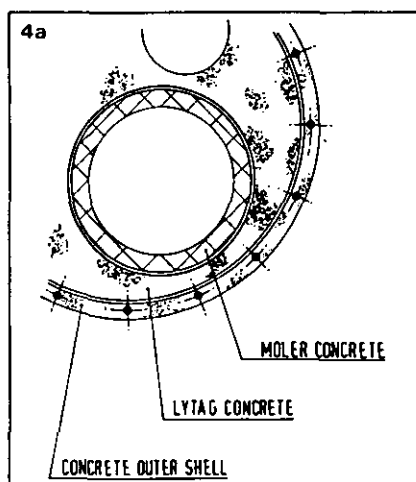 4a
MOLER CONCRETE
LYTAG CONCRETE
CONCRETE OUTER SHELL